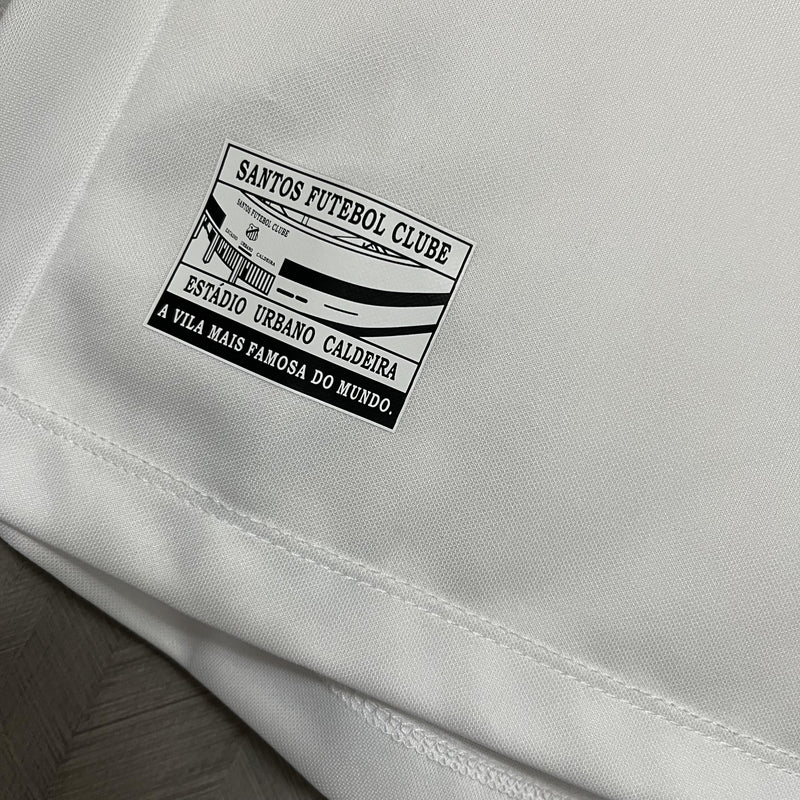 SANTOS FUTEBOL CLUBE
SANTOS FUTEBOL CLUBE
ESTÁDIO URBANO CALDEIRA
ESTÁDIO URBANO CALDEIRA
A VILA MAIS FAMOSA DO MUNDO.